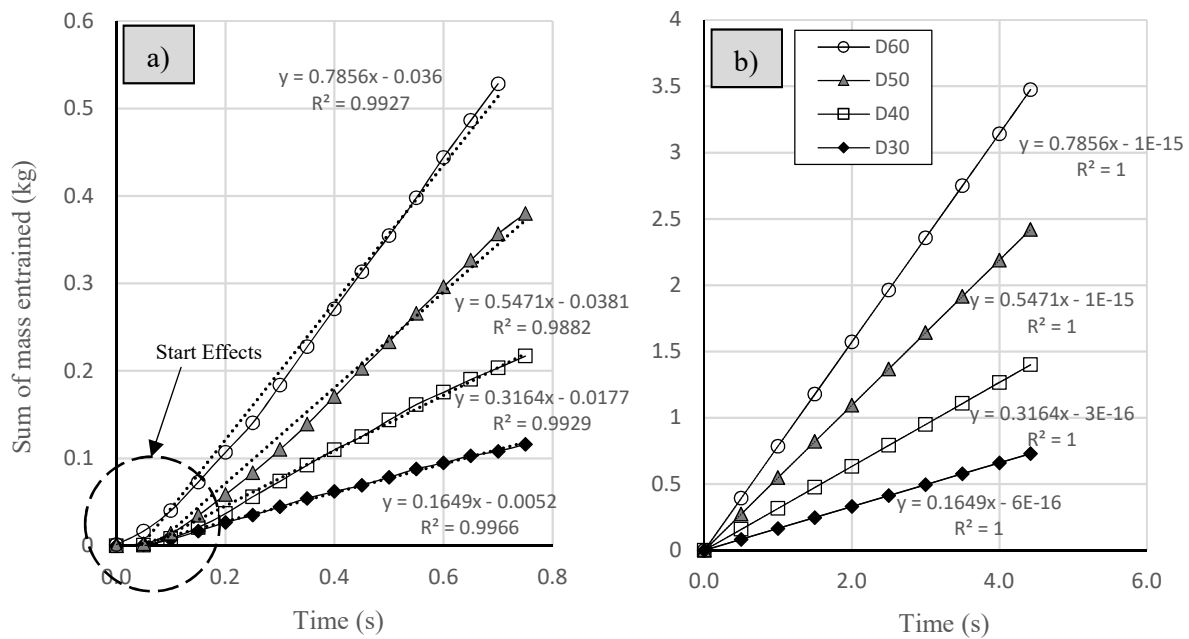 a)
Sum of mass entrained (kg)
0.6
0.5
0.4
0.3
0.2
0.1
0
y = 0.7856x - 0.036
R² = 0.9927
y = 0.5471x - 0.0381
R² = 0.9882
y = 0.3164x - 0.0177
R² = 0.9929
y = 0.1649x - 0.0052
R² = 0.9966
Start Effects
0.0
0.2
0.4
0.6
0.8
Time (s)
b)
4
3.5
3
2.5
2
1.5
1
0.5
0
D60
D50
D40
D30
y = 0.7856x - 1E-15
R² = 1
y = 0.5471x - 1E-15
R² = 1
y = 0.3164x - 3E-16
R² = 1
y = 0.1649x - 6E-16
R² = 1
0.0
2.0
4.0
6.0
Time (s)